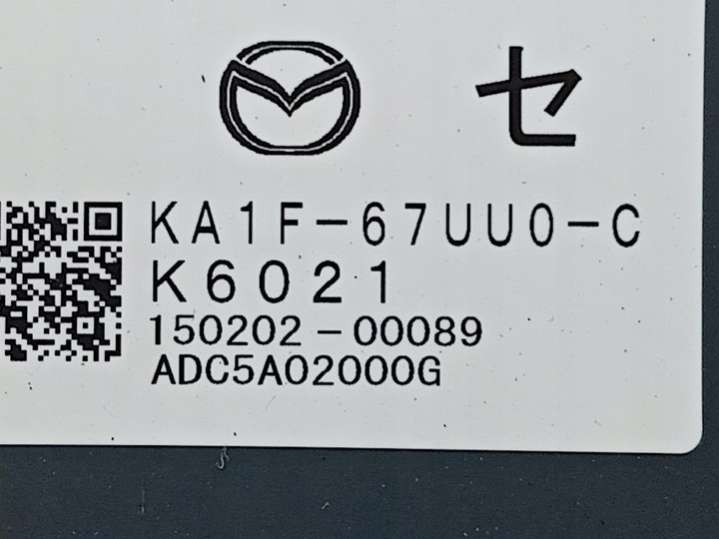 セ
KA1F-67UU0-C
K6021
150202-00089
ADC5A02000G